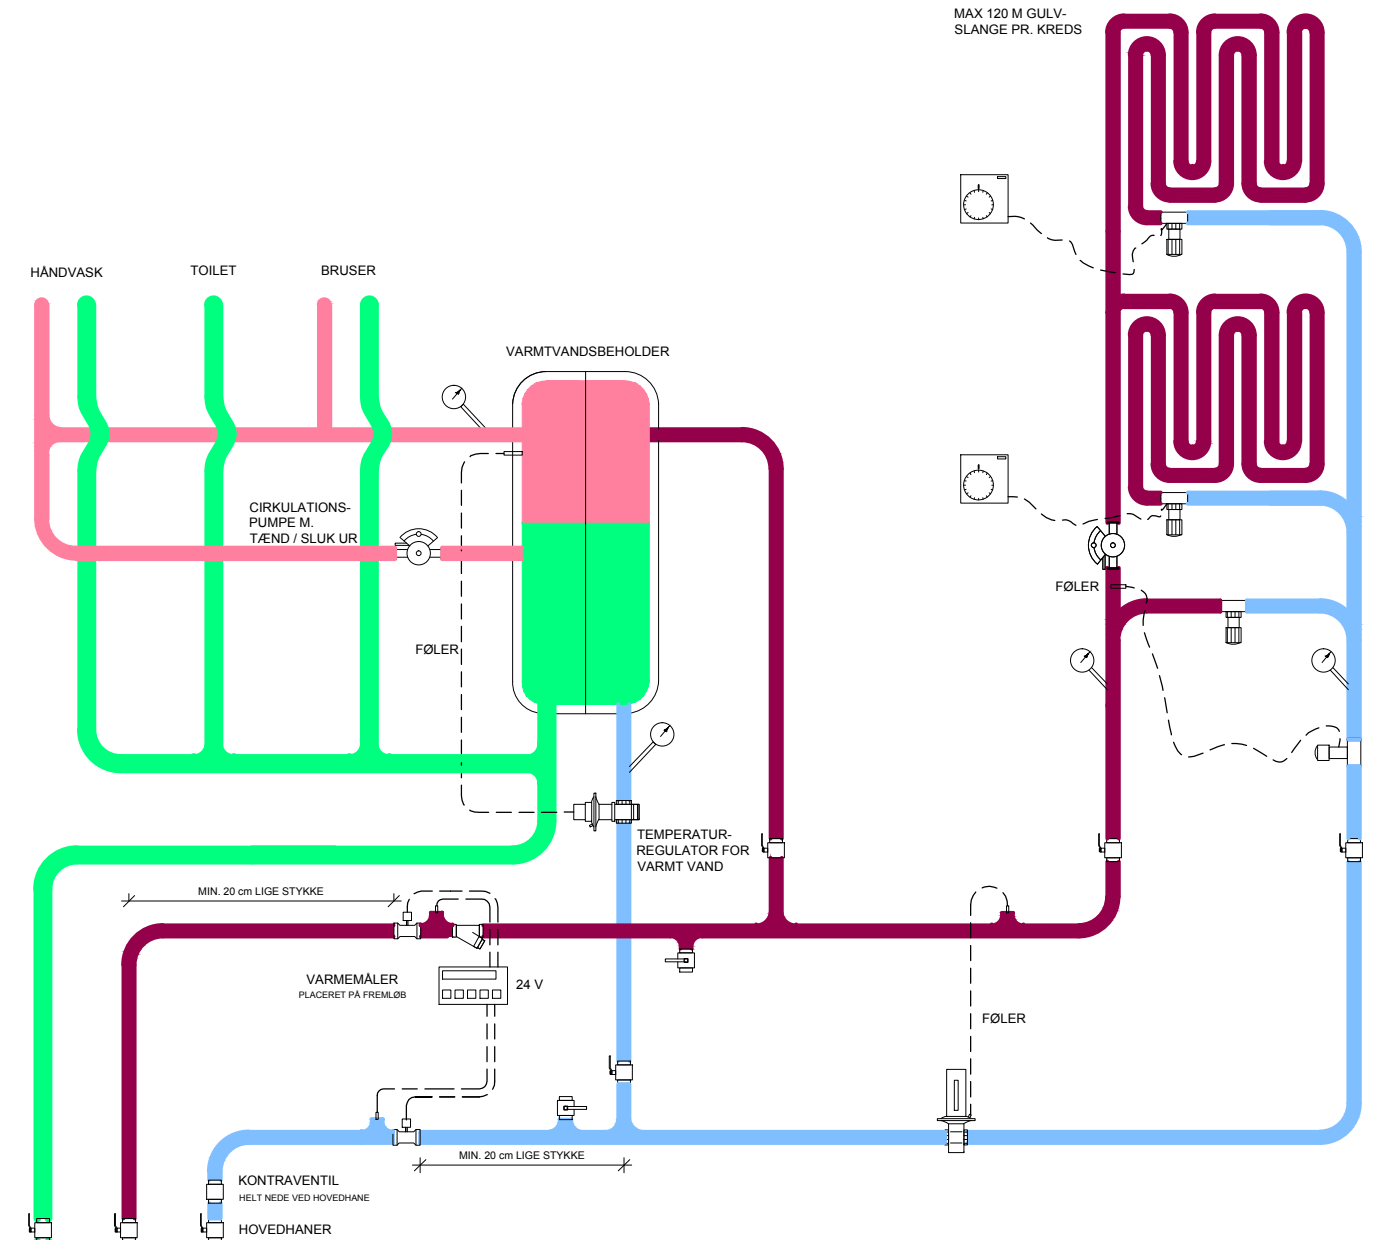 MAX 120 M GULV-
SLANGE PR. KREDS
HÅNDVASK
TOILET
BRUSER
VARMTVANDSBEHOLDER
CIRKULATIONS-
PUMPE M.
TÆND / SLUK UR
FØLER
FØLER
TEMPERATUR-
REGULATOR FOR
VARMT VAND
MIN. 20 cm LIGE STYKKE
VARMEMÅLER
PLACERET PÅ FREMLØB
24 V
FØLER
MIN. 20 cm LIGE STYKKE
KONTRAVENTIL
HELT NEDE VED HOVEDHANE
HOVEDHANER